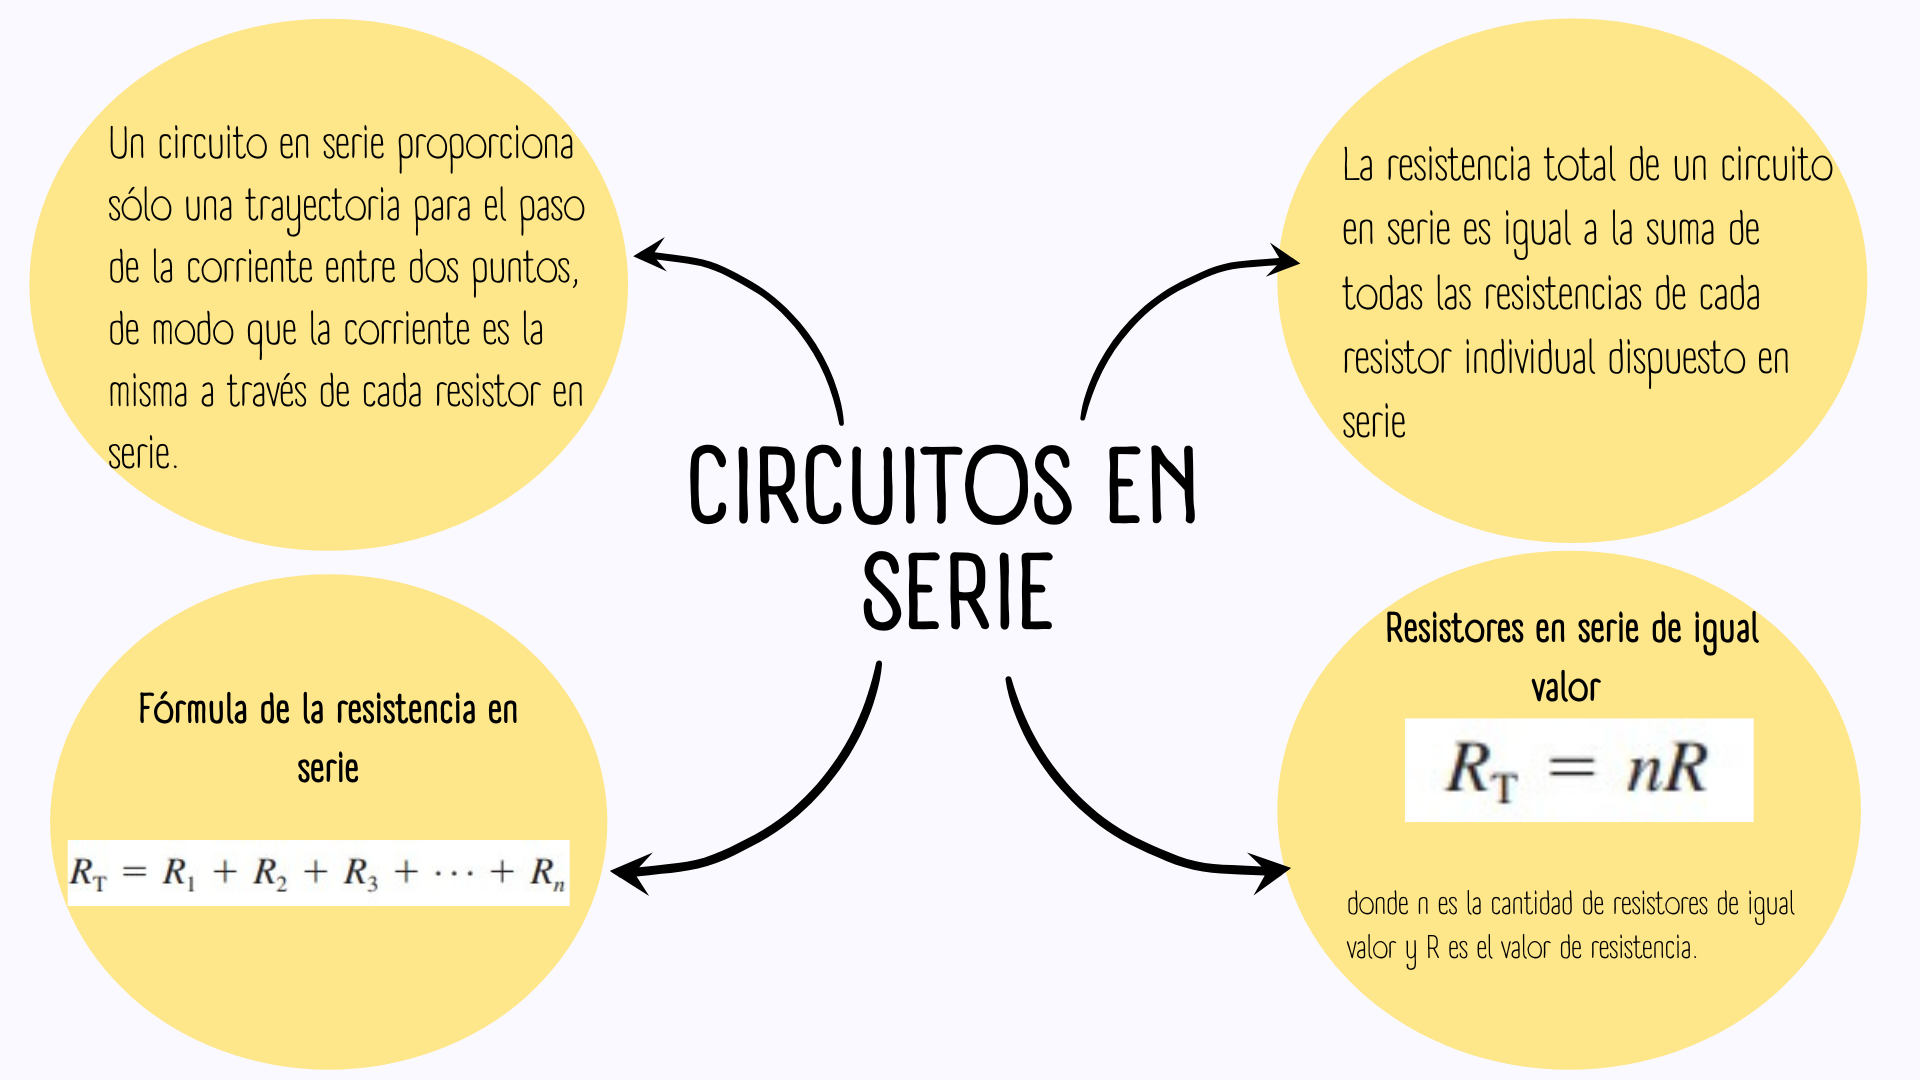 Un circuito en serie proporciona
sólo una trayectoria para el paso
de la corriente entre dos puntos,
de modo que la corriente es la
misma a través de cada resistor en
serie.
La resistencia total de un circuito
en serie es igual a la suma de
todas las resistencias de cada
resistor individual dispuesto en
serie
CIRCUITOS EN
SERIE
Fórmula de la resistencia en
serie
R_T = R_1 + R_2 + R_3 + ··· + R_n
Resistores en serie de igual
valor
R_T = nR
donde n es la cantidad de resistores de igual
valor y R es el valor de resistencia.